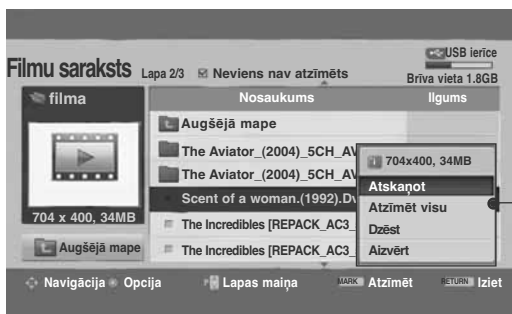 USB ierīce
Filmu saraksts Lapa 2/3 Neviens nav atzīmēts
Brīva vieta 1.8GB
filma
Nosaukums
Ilgums
Augšējā mape
The Aviator_(2004)_5CH_AV
The Aviator_(2004)_5CH_AV
Scent of a woman.(1992).Dv
The Incredibles [REPACK_AC3_
The Incredibles [REPACK_AC3_
704x400, 34MB
Atskaņot
Atzīmēt visu
Dzēst
Aizvērt
704 x 400, 34MB
Augšējā mape
Navigācija Opcija Lapas maiņa MARK Atzīmēt RETURN Iziet